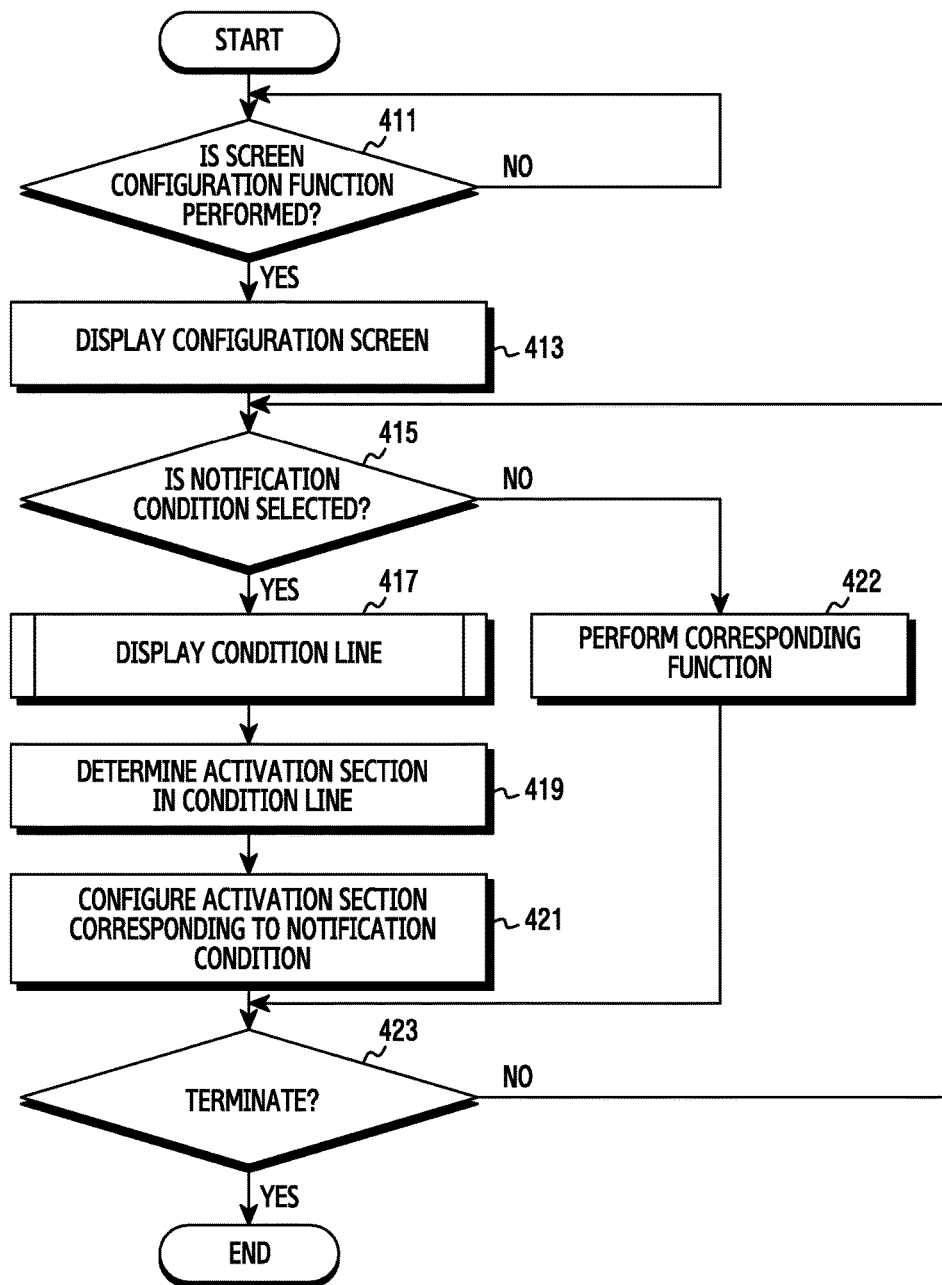 START
411
IS SCREEN
CONFIGURATION FUNCTION
PERFORMED?
NO
YES
DISPLAY CONFIGURATION SCREEN
413
415
IS NOTIFICATION
CONDITION SELECTED?
NO
YES
417
DISPLAY CONDITION LINE
422
PERFORM CORRESPONDING
FUNCTION
DETERMINE ACTIVATION SECTION
IN CONDITION LINE
419
CONFIGURE ACTIVATION SECTION
CORRESPONDING TO NOTIFICATION
CONDITION
421
423
TERMINATE?
NO
YES
END